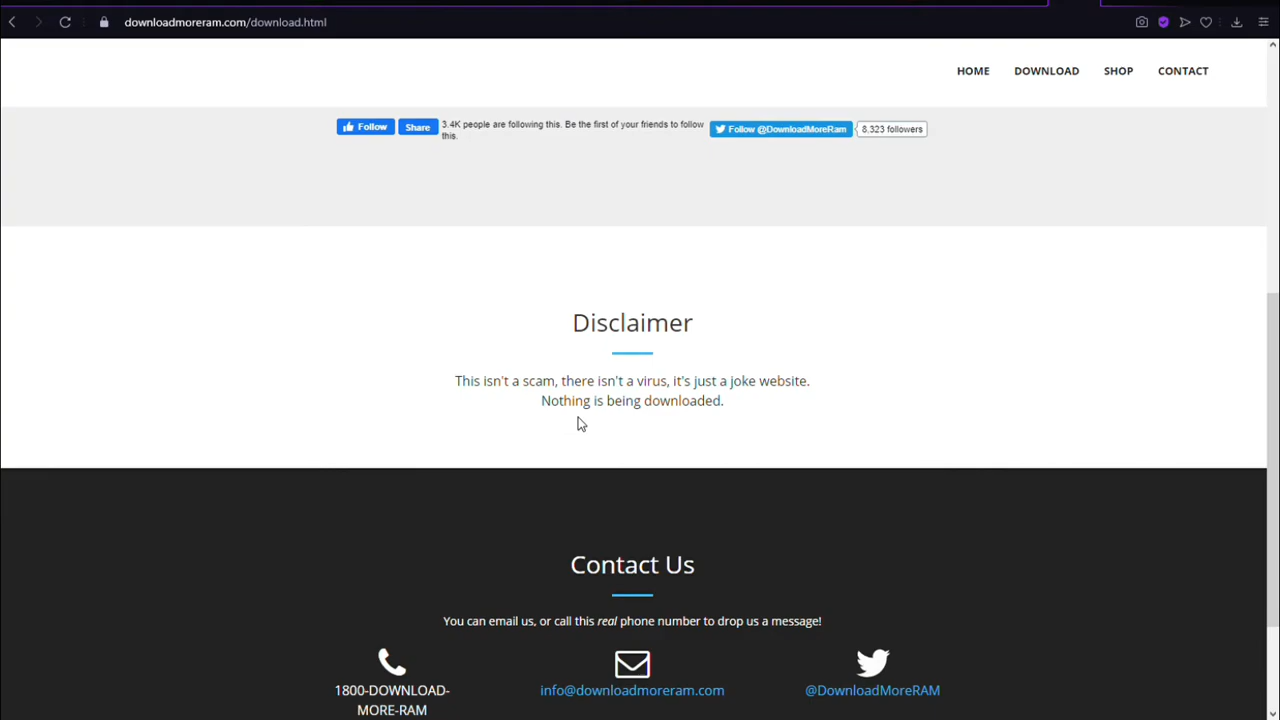 downloadmoreram.com/download.html
HOME DOWNLOAD SHOP CONTACT
Follow Share 3.4K people are following this. Be the first of your friends to follow
this.
Follow @DownloadMoreRam 8,323 followers
Disclaimer
This isn't a scam, there isn't a virus, it's just a joke website.
Nothing is being downloaded.
Contact Us
You can email us, or call this real phone number to drop us a message!
1800-DOWNLOAD-
MORE-RAM
info@downloadmoreram.com
@DownloadMoreRAM